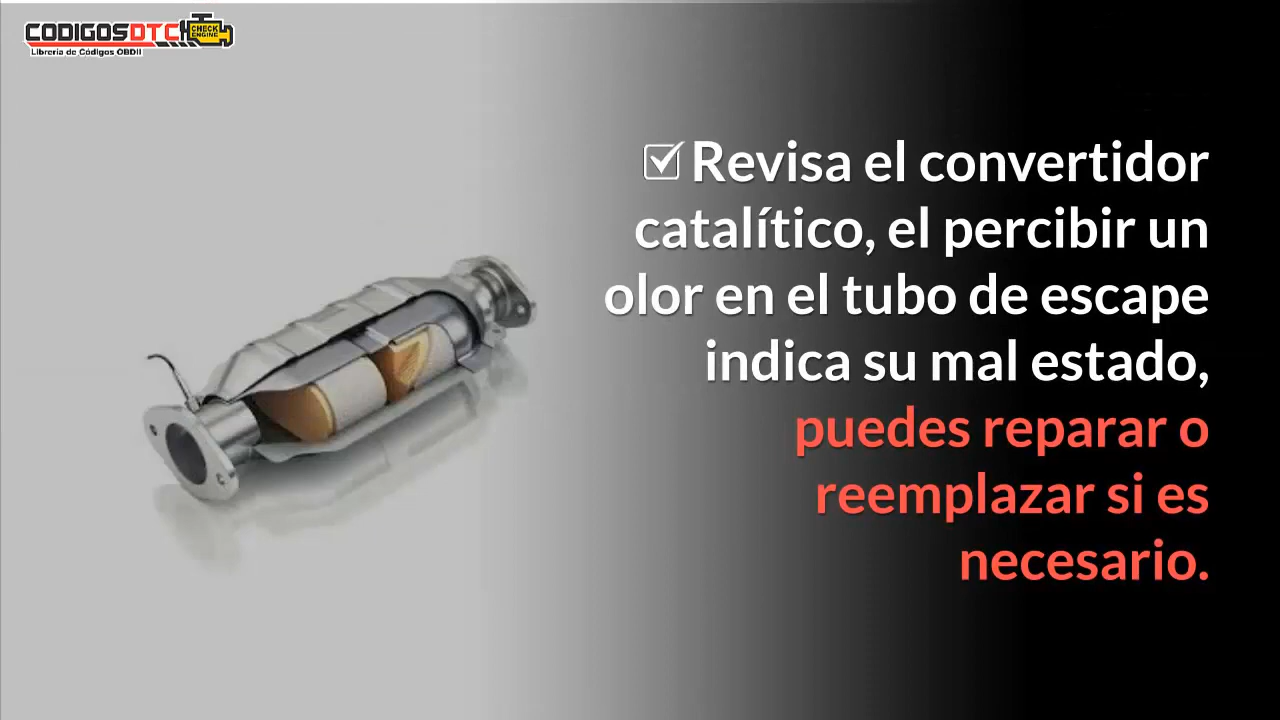 CODIGOSDTC
CHECK
ENGINE
Librería de Códigos OBDII
Revisa el convertidor
catalítico, el percibir un
olor en el tubo de escape
indica su mal estado,
puedes reparar o
reemplazar si es
necesario.